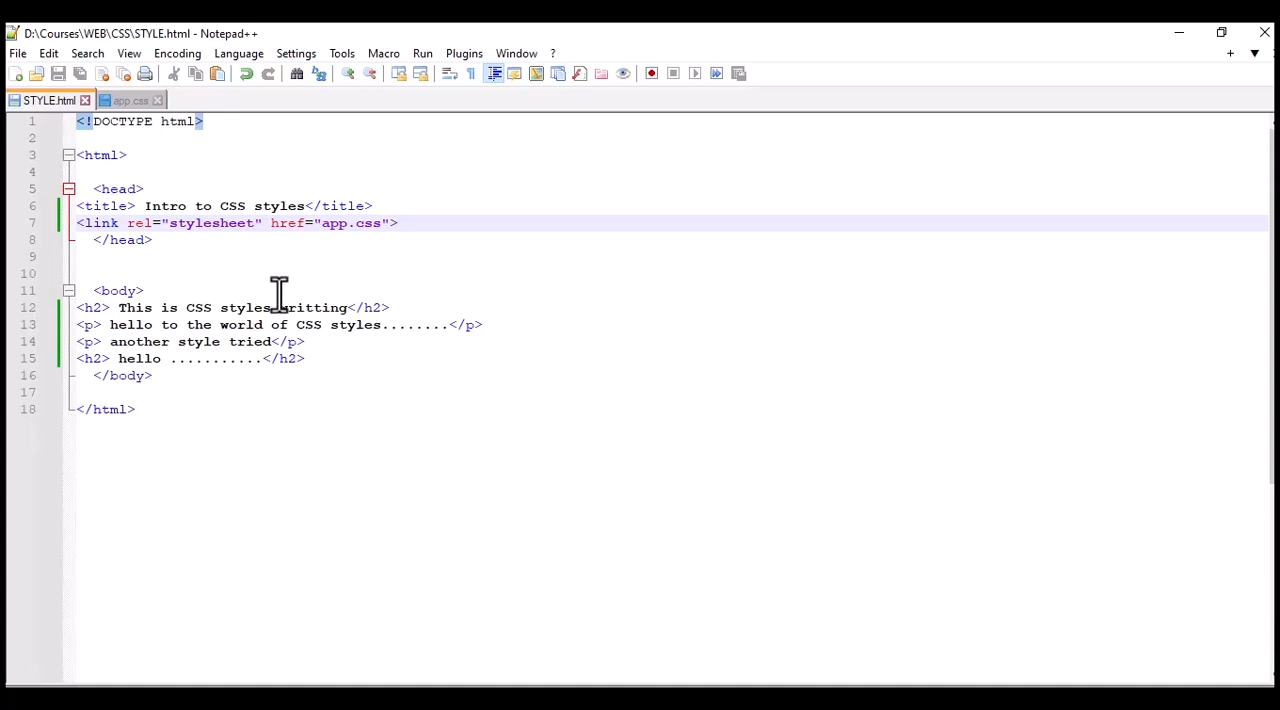 D:\Courses\WEB\CSS\STYLE.html - Notepad++
File Edit Search View Encoding Language Settings Tools Macro Run Plugins Window ?
STYLE.html app.css
1 <!DOCTYPE html>
2
3 <html>
4
5 <head>
6 <title> Intro to CSS styles</title>
7 <link rel="stylesheet" href="app.css">
8 </head>
9
10
11 <body>
12 <h2> This is CSS styles writting</h2>
13 <p> hello to the world of CSS styles........</p>
14 <p> another style tried</p>
15 <h2> hello ...........</h2>
16 </body>
17
18 </html>